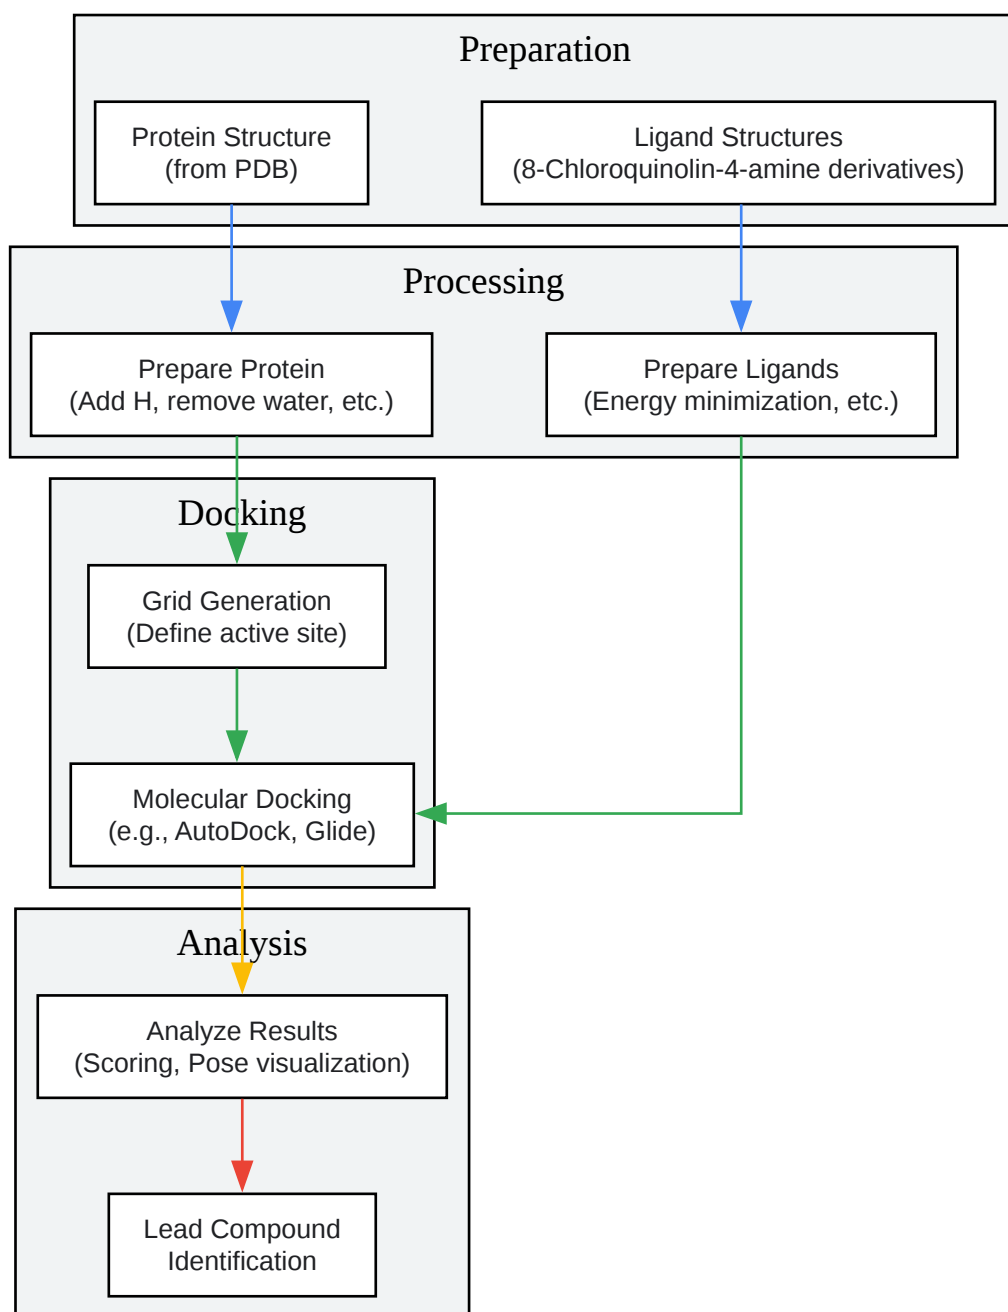 Preparation
Protein Structure
(from PDB)
Ligand Structures
(8-Chloroquinolin-4-amine derivatives)
Processing
Prepare Protein
(Add H, remove water, etc.)
Prepare Ligands
(Energy minimization, etc.)
Docking
Grid Generation
(Define active site)
Molecular Docking
(e.g., AutoDock, Glide)
Analysis
Analyze Results
(Scoring, Pose visualization)
Lead Compound
Identification